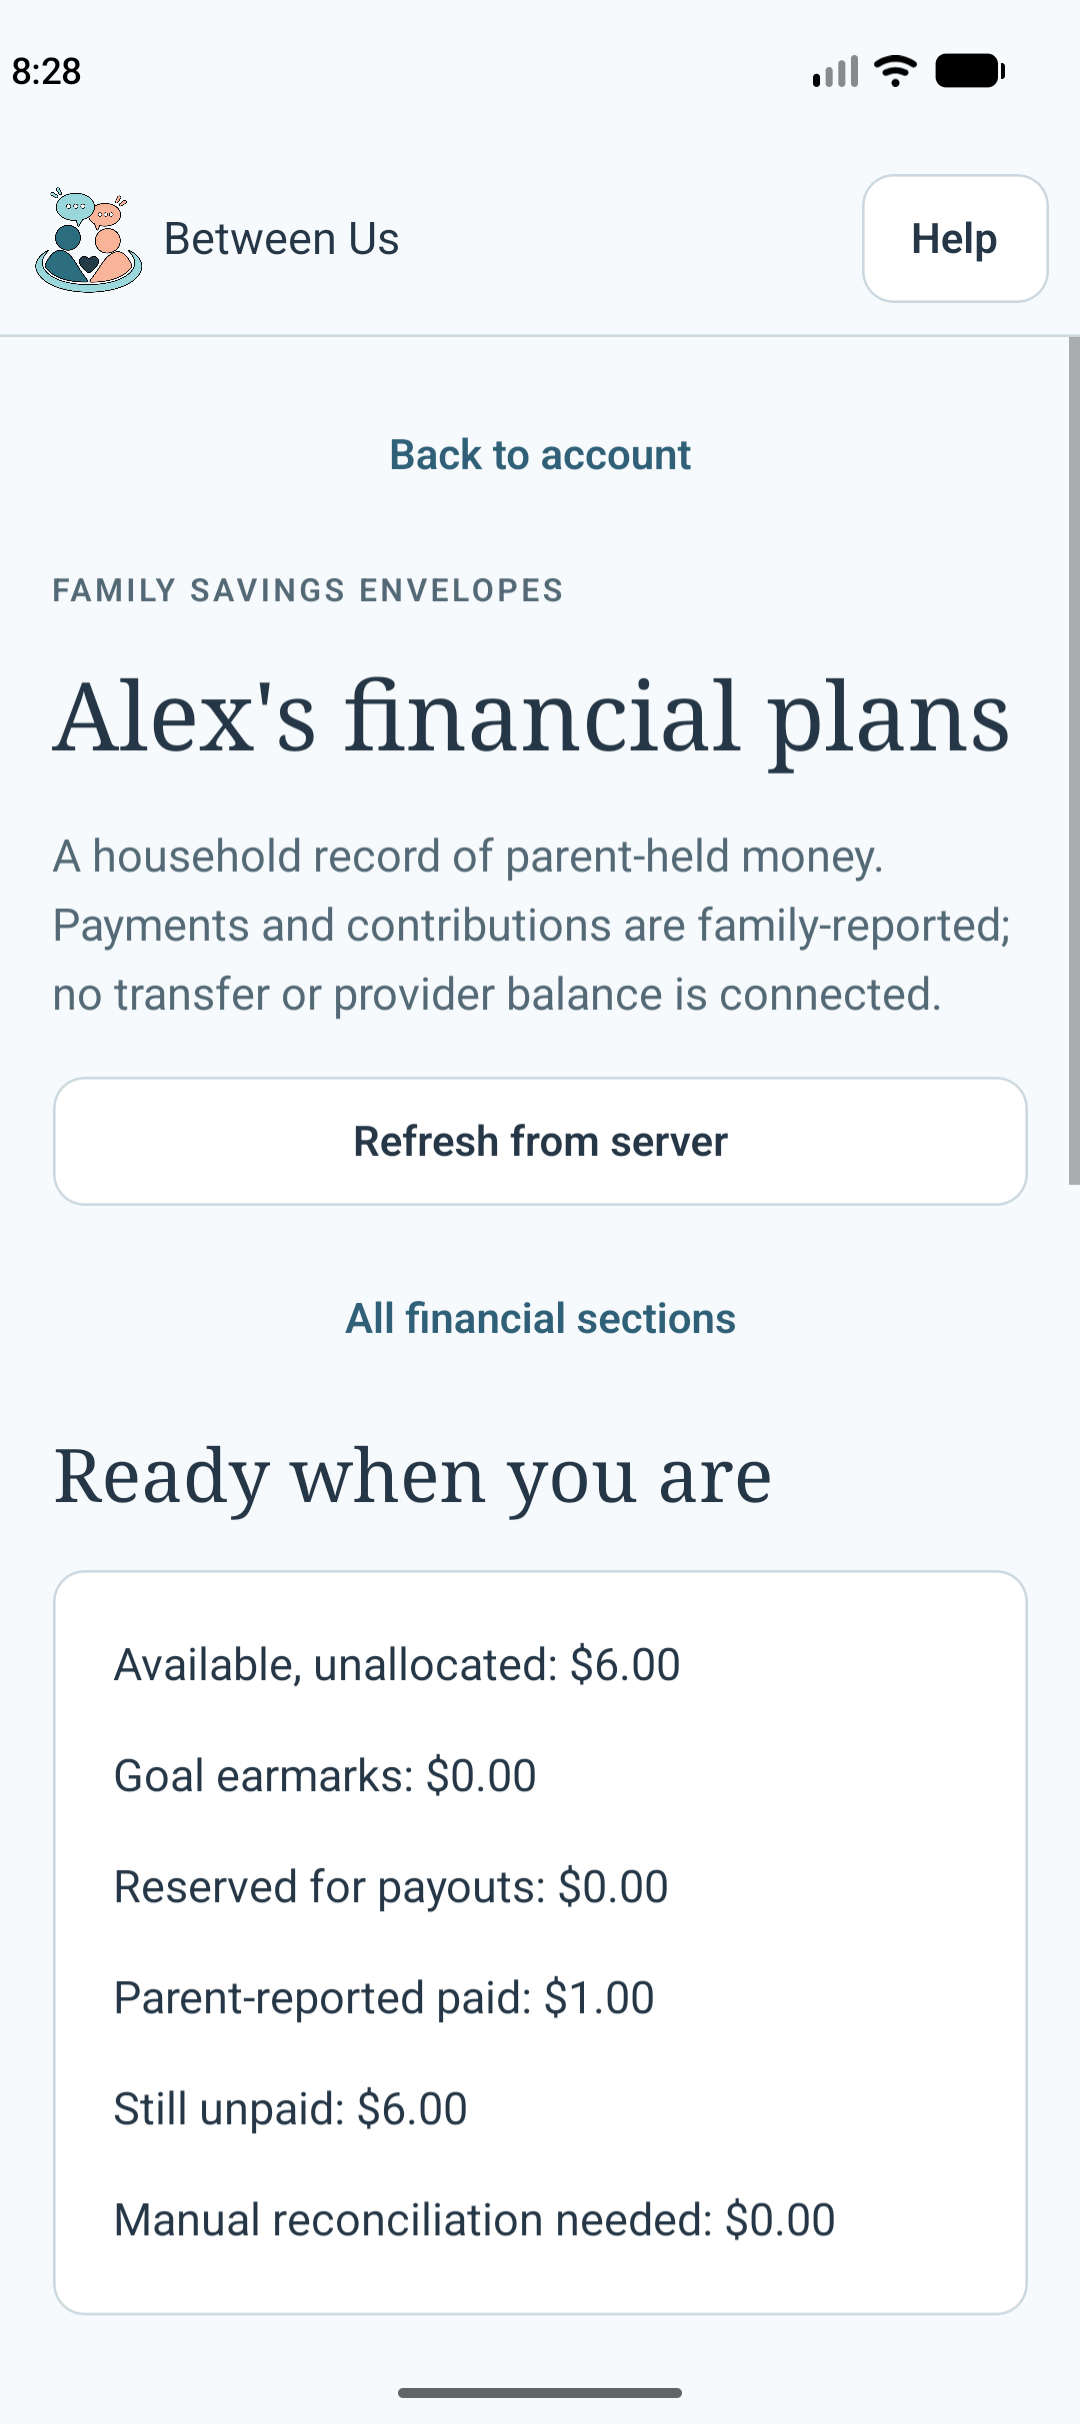 8:28
Between Us
Help
Back to account
FAMILY SAVINGS ENVELOPES
Alex's financial plans
A household record of parent-held money.
Payments and contributions are family-reported;
no transfer or provider balance is connected.
Refresh from server
All financial sections
Ready when you are
Available, unallocated: $6.00
Goal earmarks: $0.00
Reserved for payouts: $0.00
Parent-reported paid: $1.00
Still unpaid: $6.00
Manual reconciliation needed: $0.00